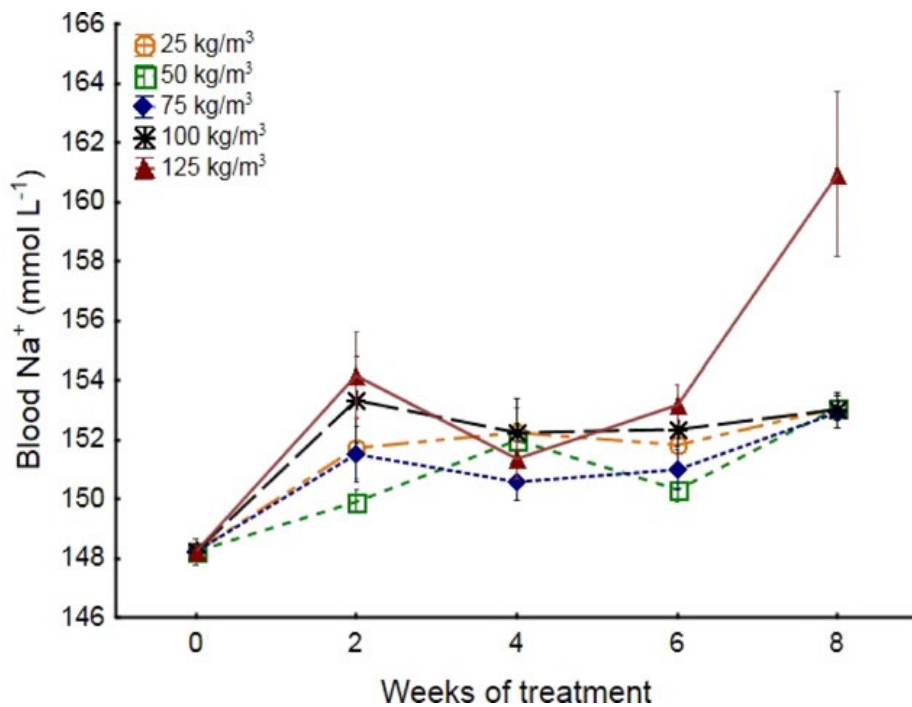 166
164
162
160
158
156
154
152
150
148
146
Blood Na⁺ (mmol L⁻¹)
25 kg/m³
50 kg/m³
75 kg/m³
100 kg/m³
125 kg/m³
0 2 4 6 8
Weeks of treatment